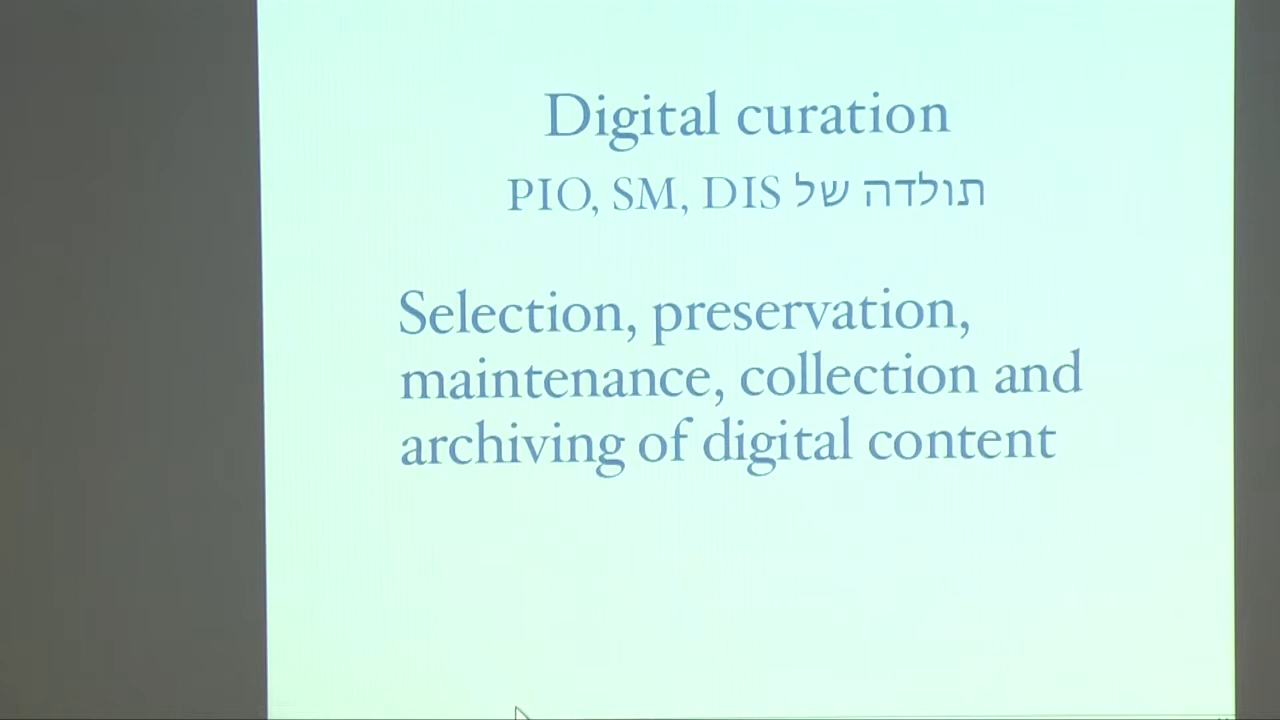 Digital curation
תולדה של PIO, SM, DIS
Selection, preservation,
maintenance, collection and
archiving of digital content